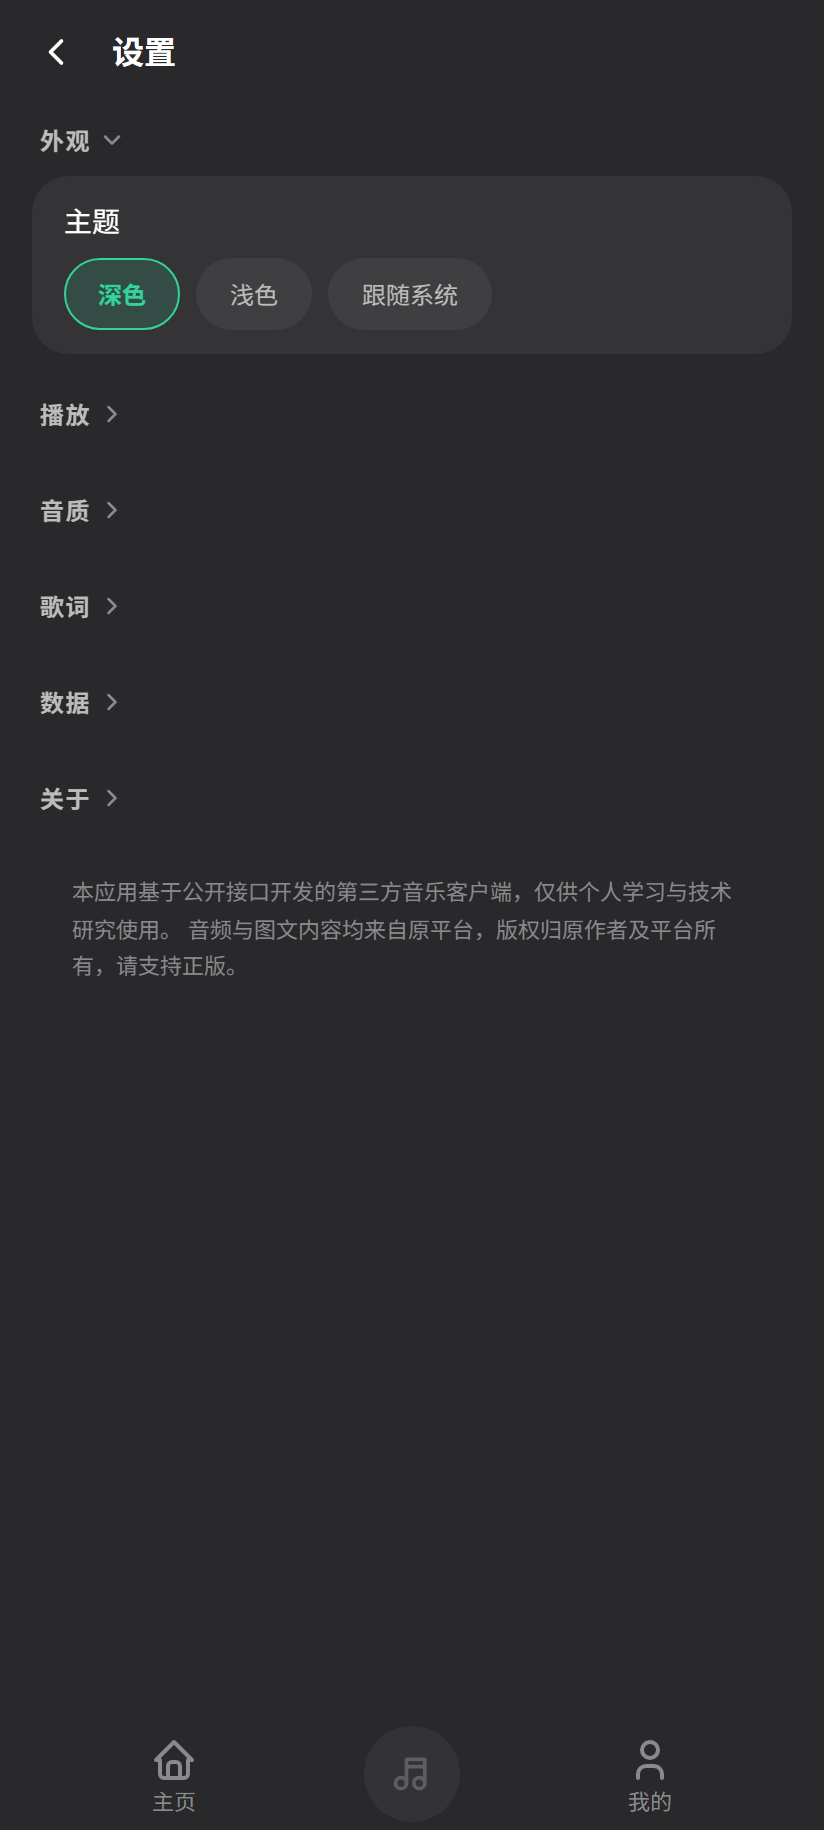 设置
外观
主题
深色
浅色
跟随系统
播放
音质
歌词
数据
关于
本应用基于公开接口开发的第三方音乐客户端，仅供个人学习与技术
研究使用。 音频与图文内容均来自原平台，版权归原作者及平台所
有，请支持正版。
主页
我的